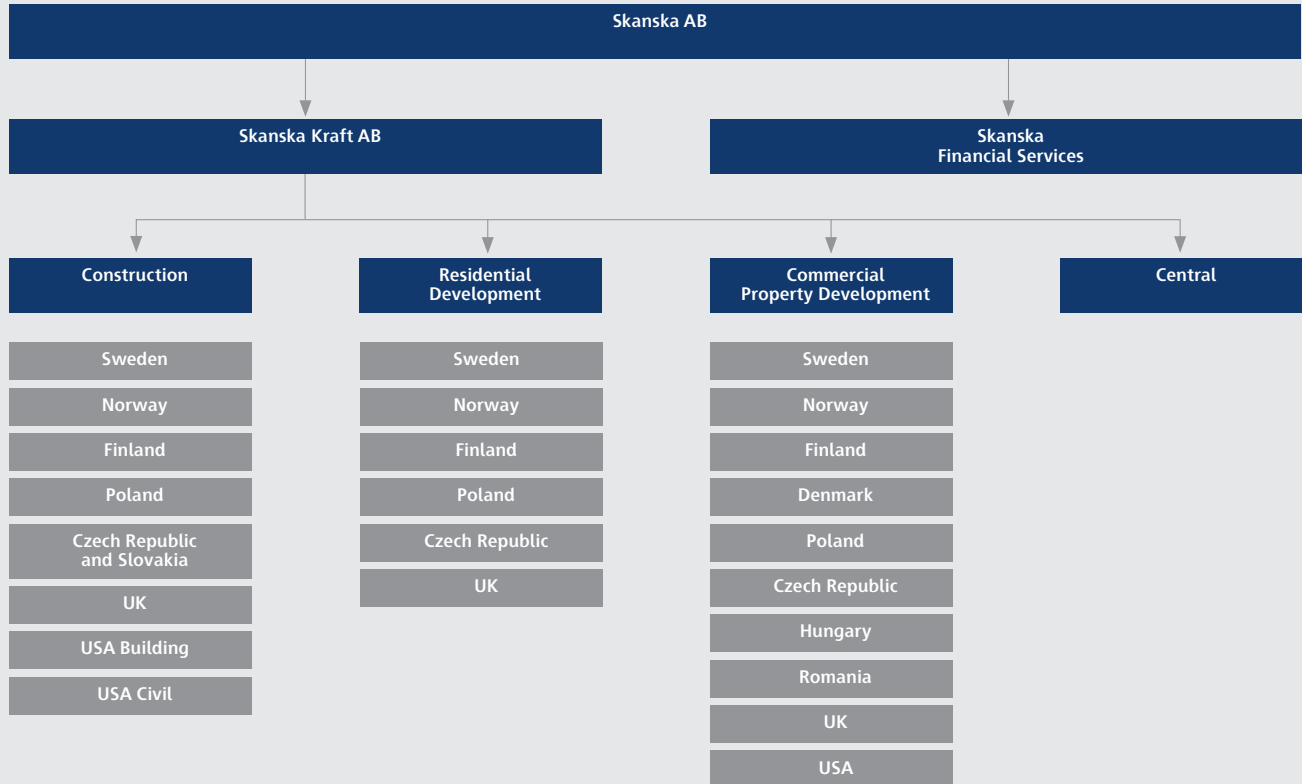 Skanska AB
Skanska Kraft AB
Skanska
Financial Services
Construction
Residential
Development
Commercial
Property Development
Central
Sweden
Norway
Finland
Poland
Czech Republic
and Slovakia
UK
USA Building
USA Civil
Sweden
Norway
Finland
Poland
Czech Republic
UK
Sweden
Norway
Finland
Denmark
Poland
Czech Republic
Hungary
Romania
UK
USA